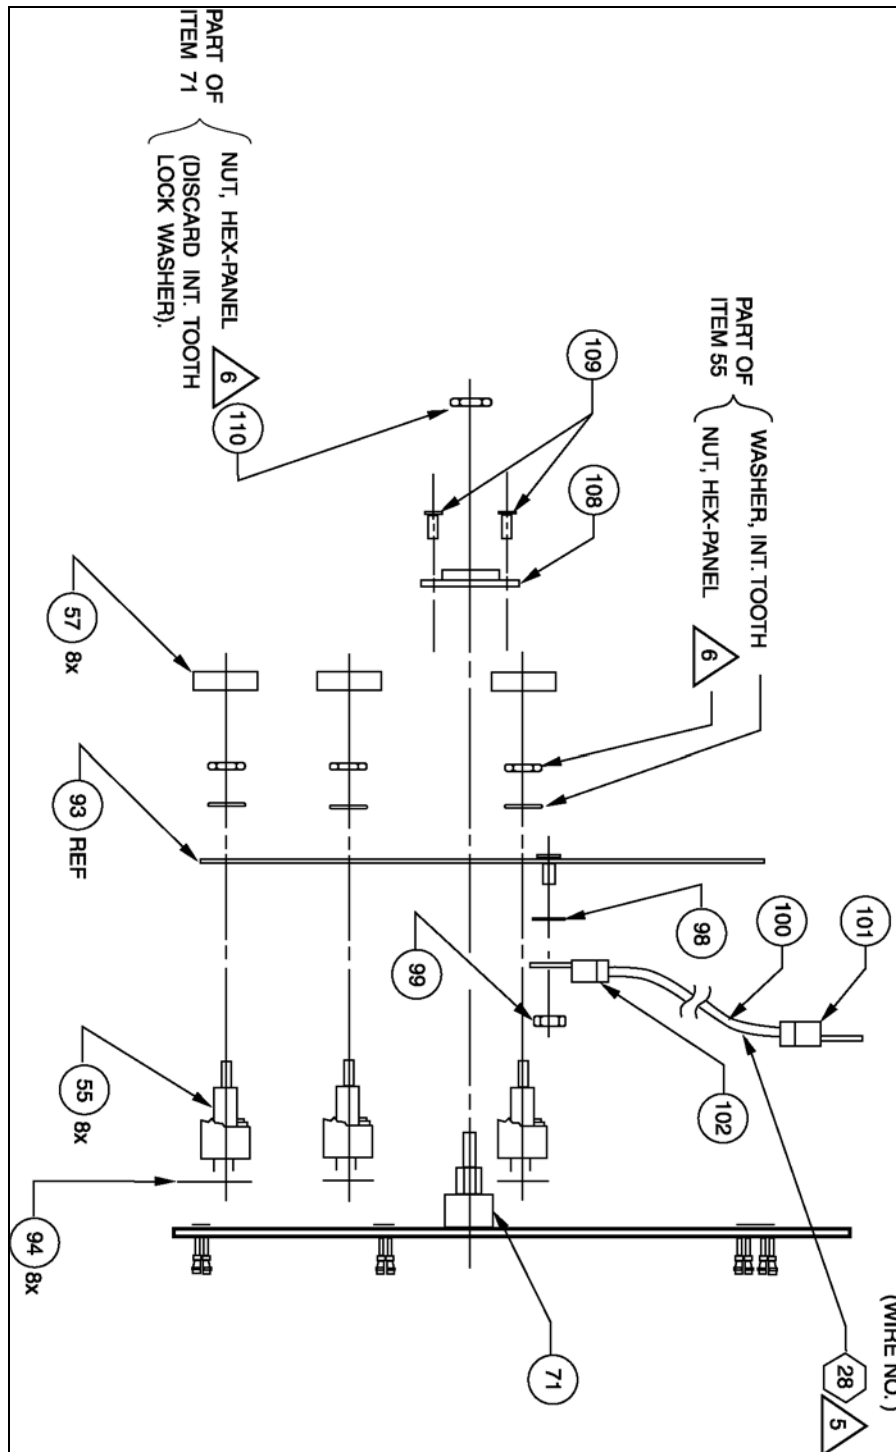 PART OF
ITEM 71
NUT, HEX-PANEL
(DISCARD INT. TOOTH
LOCK WASHER).
6
110
109
108
PART OF
ITEM 55
WASHER, INT. TOOTH
NUT, HEX-PANEL
6
57 8x
93 REF
99
98
100
101
102
55 8x
94 8x
71
(WIRE NO. )
28
5